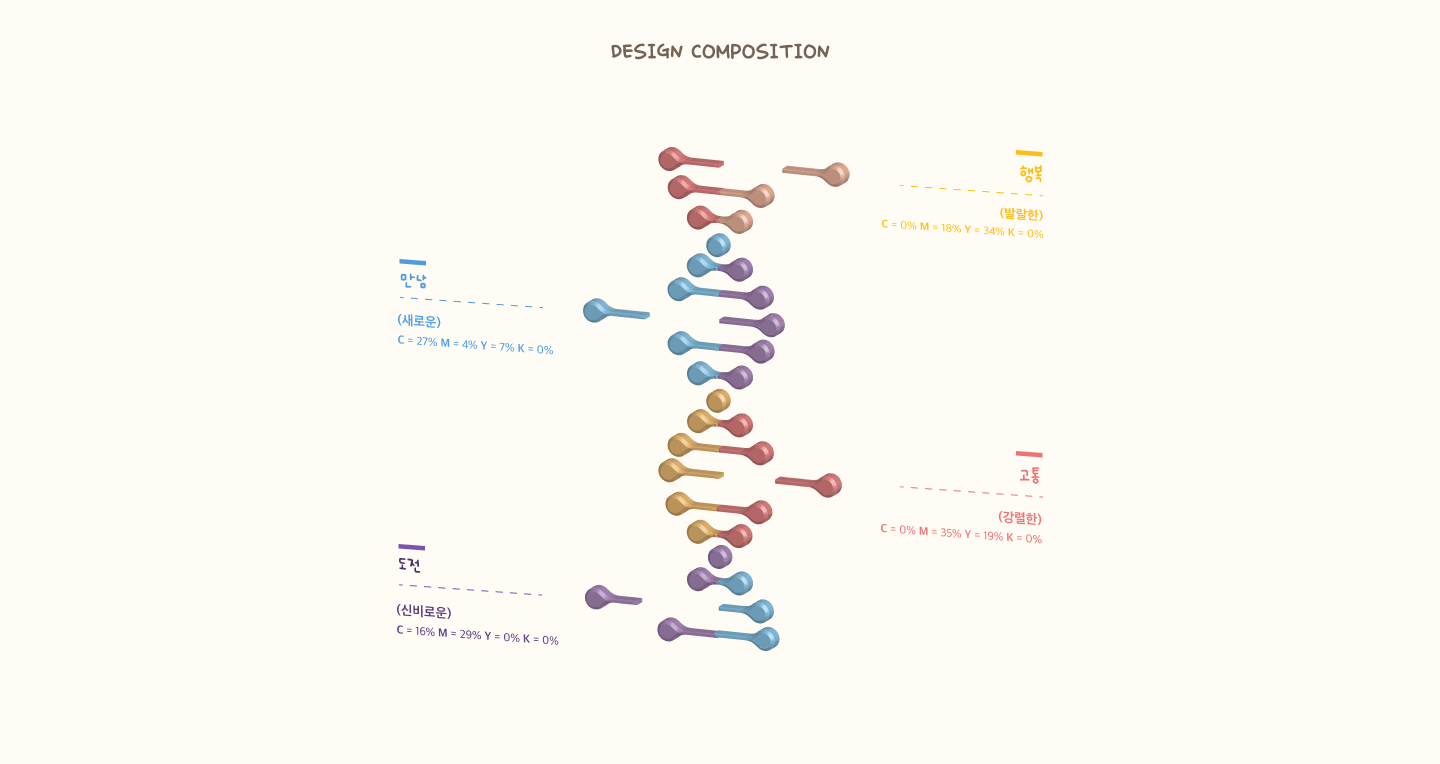 DESIGN COMPOSITION
행복
(발랄한)
C = 0% M = 18% Y = 34% K = 0%
만남
(새로운)
C = 27% M = 4% Y = 7% K = 0%
고통
(강렬한)
C = 0% M = 35% Y = 19% K = 0%
도전
(신비로운)
C = 16% M = 29% Y = 0% K = 0%